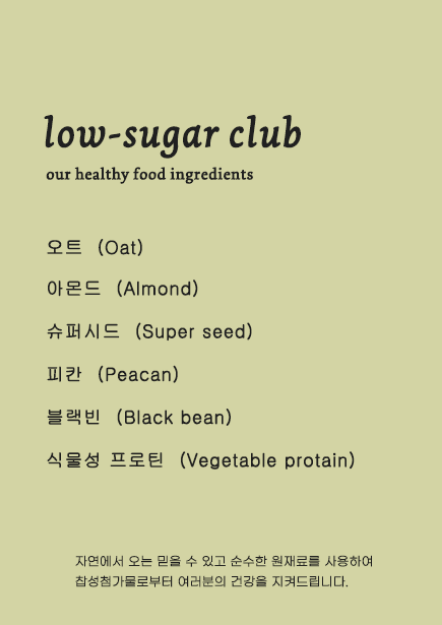 low-sugar club
our healthy food ingredients
오트 (Oat)
아몬드 (Almond)
슈퍼시드 (Super seed)
피칸 (Peacan)
블랙빈 (Black bean)
식물성 프로틴 (Vegetable protain)
자연에서 오는 믿을 수 있고 순수한 원재료를 사용하여
찹성첨가물로부터 여러분의 건강을 지켜드립니다.